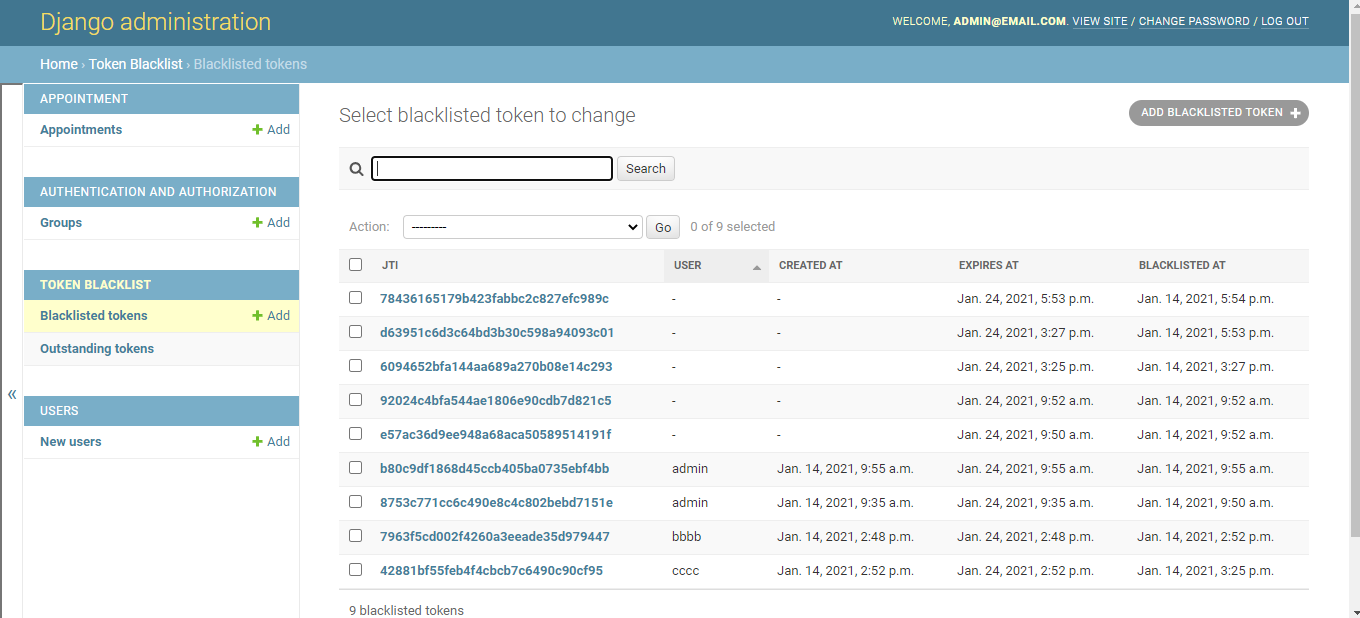 Django administration
WELCOME, ADMIN@EMAIL.COM. VIEW SITE / CHANGE PASSWORD / LOG OUT
Home › Token Blacklist › Blacklisted tokens
APPOINTMENT
Appointments + Add
AUTHENTICATION AND AUTHORIZATION
Groups + Add
TOKEN BLACKLIST
Blacklisted tokens + Add
Outstanding tokens
«
USERS
New users + Add
Select blacklisted token to change
ADD BLACKLISTED TOKEN +
Search
Action: --------- Go 0 of 9 selected
JTI USER CREATED AT EXPIRES AT BLACKLISTED AT
78436165179b423fabbc2c827efc989c - - Jan. 24, 2021, 5:53 p.m. Jan. 14, 2021, 5:54 p.m.
d63951c6d3c64bd3b30c598a94093c01 - - Jan. 24, 2021, 3:27 p.m. Jan. 14, 2021, 5:53 p.m.
6094652bfa144aa689a270b08e14c293 - - Jan. 24, 2021, 3:25 p.m. Jan. 14, 2021, 3:27 p.m.
92024c4bfa544ae1806e90cdb7d821c5 - - Jan. 24, 2021, 9:52 a.m. Jan. 14, 2021, 9:52 a.m.
e57ac36d9ee948a68aca50589514191f - - Jan. 24, 2021, 9:50 a.m. Jan. 14, 2021, 9:52 a.m.
b80c9df1868d45ccb405ba0735ebf4bb admin Jan. 14, 2021, 9:55 a.m. Jan. 24, 2021, 9:55 a.m. Jan. 14, 2021, 9:55 a.m.
8753c771cc6c490e8c4c802bebd7151e admin Jan. 14, 2021, 9:35 a.m. Jan. 24, 2021, 9:35 a.m. Jan. 14, 2021, 9:50 a.m.
7963f5cd002f4260a3eeade35d979447 bbbb Jan. 14, 2021, 2:48 p.m. Jan. 24, 2021, 2:48 p.m. Jan. 14, 2021, 2:52 p.m.
42881bf55feb4f4cbcb7c6490c90cf95 cccc Jan. 14, 2021, 2:52 p.m. Jan. 24, 2021, 2:52 p.m. Jan. 14, 2021, 3:25 p.m.
9 blacklisted tokens